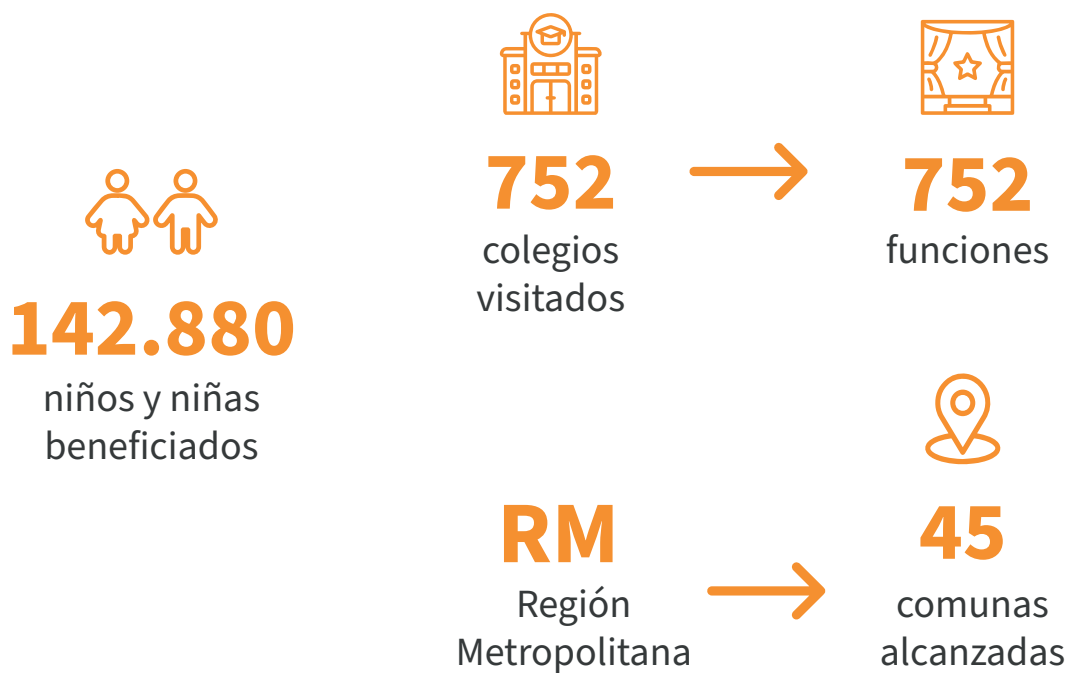 142.880
niños y niñas
beneficiados
752
colegios
visitados
752
funciones
RM
Región
Metropolitana
45
comunas
alcanzadas